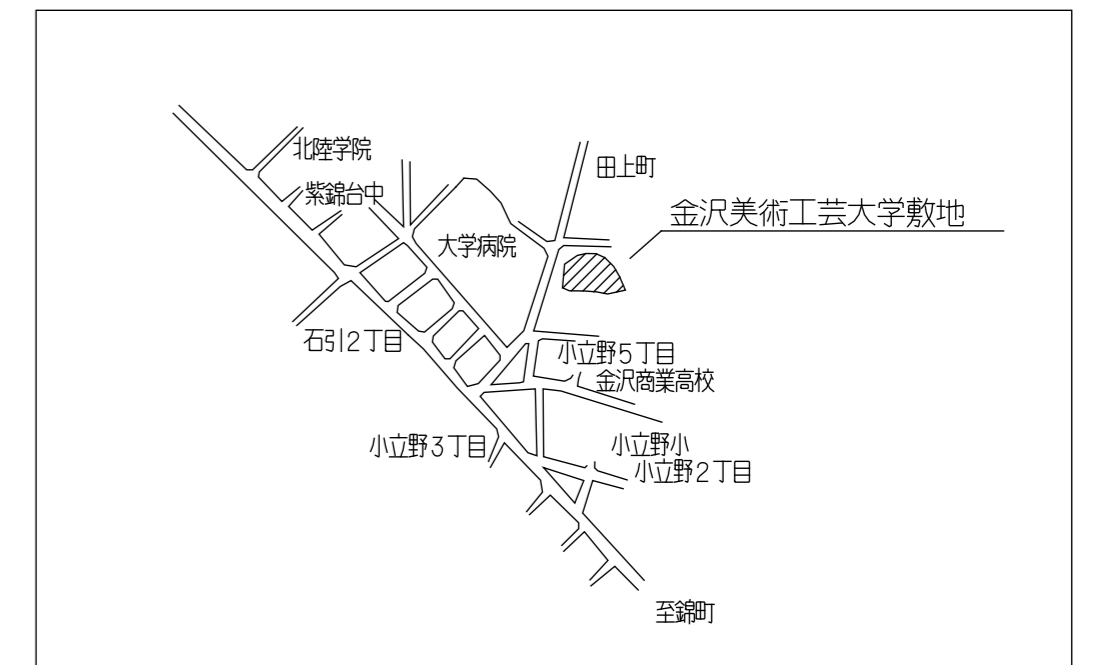 北陸学院
田上町
紫錦台中
金沢美術工芸大学敷地
大学病院
石引２丁目
小立野５丁目
金沢商業高校
小立野３丁目
小立野小
小立野２丁目
至錦町